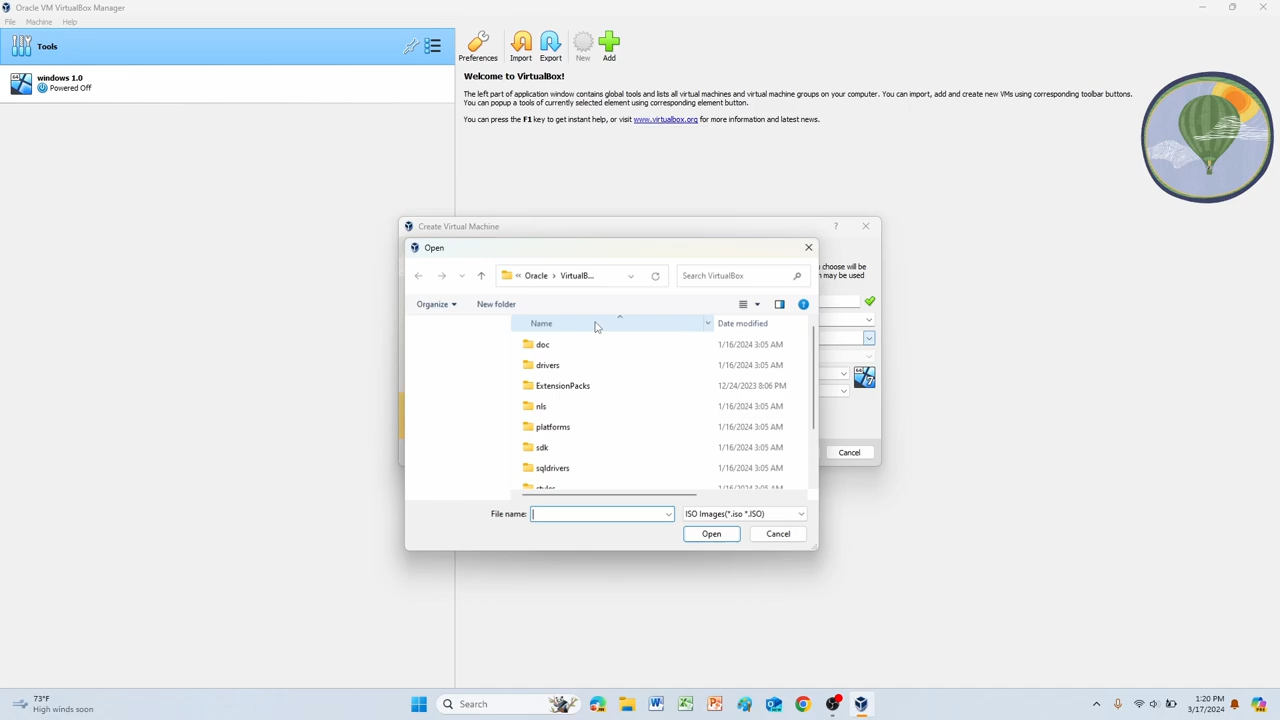 Oracle VM VirtualBox Manager
File Machine Help
Tools
windows 1.0
Powered Off
Preferences Import Export New Add
Welcome to VirtualBox!
The left part of application window contains global tools and lists all virtual machines and virtual machine groups on your computer. You can import, add and create new VMs using corresponding toolbar buttons.
You can popup a tools of currently selected element using corresponding element button.
You can press the F1 key to get instant help, or visit www.virtualbox.org for more information and latest news.
Create Virtual Machine ?
choose will be
may be used
Open
« Oracle › VirtualB... Search VirtualBox
Organize New folder
Name Date modified
doc 1/16/2024 3:05 AM
drivers 1/16/2024 3:05 AM
ExtensionPacks 12/24/2023 8:06 PM
nls 1/16/2024 3:05 AM
platforms 1/16/2024 3:05 AM
sdk 1/16/2024 3:05 AM
sqldrivers 1/16/2024 3:05 AM
styles 1/16/2024 3:05 AM
File name: ISO Images(*.iso *.ISO)
Open Cancel
Cancel
73°F
High winds soon
Search
1:20 PM
3/17/2024